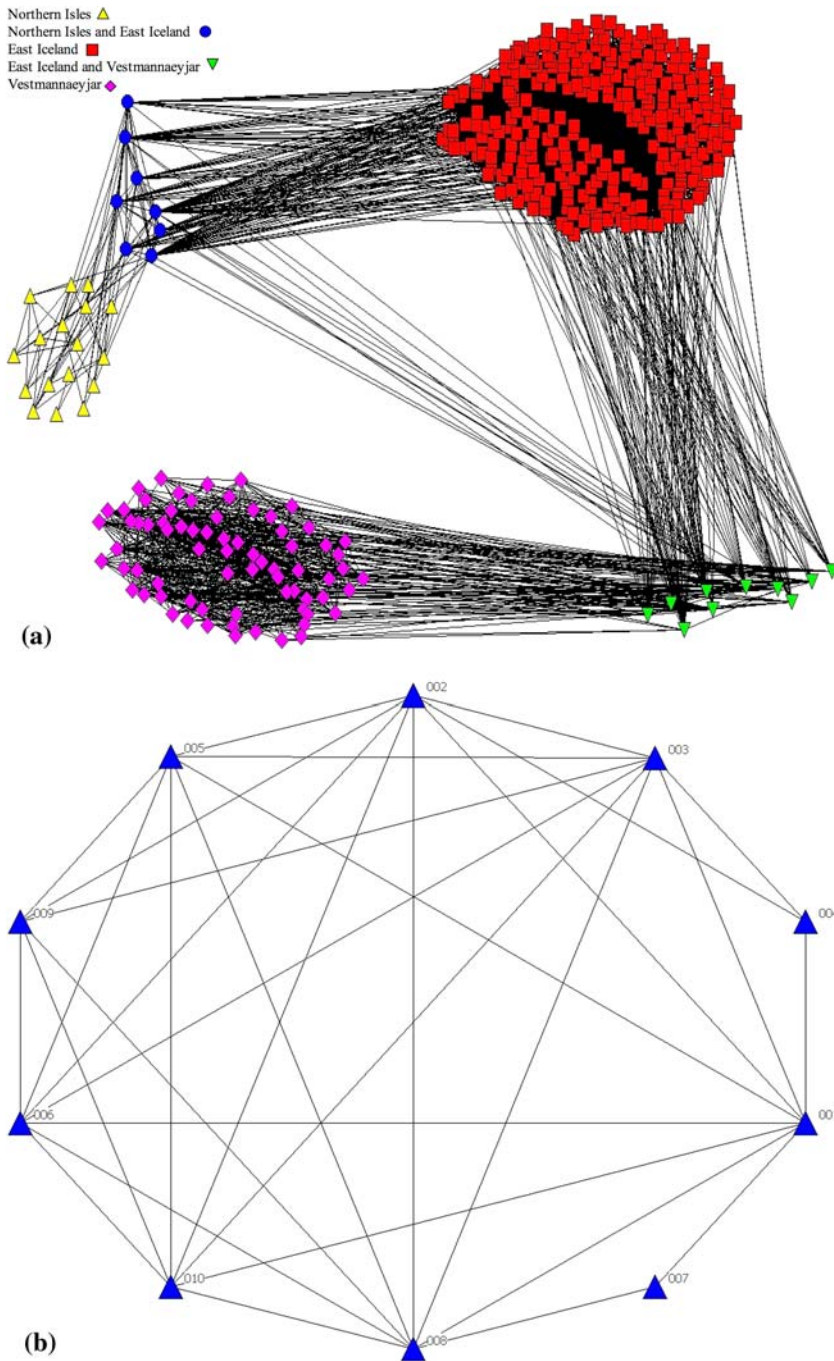 Northern Isles
Northern Isles and East Iceland
East Iceland
East Iceland and Vestmannaeyjar
Vestmannaeyjar
(a)
002
005
003
009
006
010
007
008
(b)